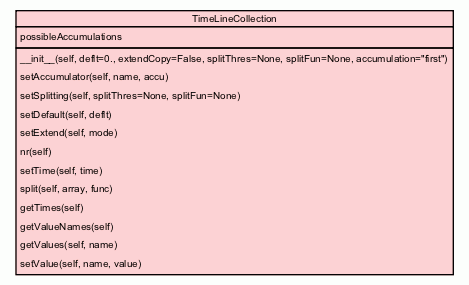 TimeLineCollection
possibleAccumulations
__init__(self, deflt=0., extendCopy=False, splitThres=None, splitFun=None, accumulation="first")
setAccumulator(self, name, accu)
setSplitting(self, splitThres=None, splitFun=None)
setDefault(self, deflt)
setExtend(self, mode)
nr(self)
setTime(self, time)
split(self, array, func)
getTimes(self)
getValueNames(self)
getValues(self, name)
setValue(self, name, value)